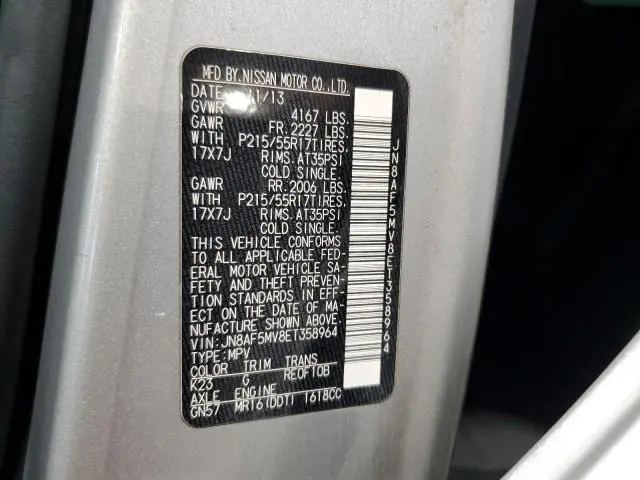 MFD BY.NISSAN MOTOR CO.,LTD.
DATE 11/13
GVWR 4167 LBS.
GAWR FR. 2227 LBS.
WITH P215/55R17TIRES.
17X7J RIMS. AT35PSI
COLD SINGLE.
GAWR RR. 2006 LBS.
WITH P215/55R17TIRES.
17X7J RIMS. AT35PSI
COLD SINGLE.
THIS VEHICLE CONFORMS
TO ALL APPLICABLE FED-
ERAL MOTOR VEHICLE SA-
FETY AND THEFT PREVEN-
TION STANDARDS IN EFF-
ECT ON THE DATE OF MA-
NUFACTURE SHOWN ABOVE.
VIN: JN8AF5MV8ET358964
TYPE: MPV
COLOR TRIM TRANS
K23 G RE0F10B
AXLE ENGINE
GN57 MR16(DDT) 1618CC
JN8AF5MV8ET358964